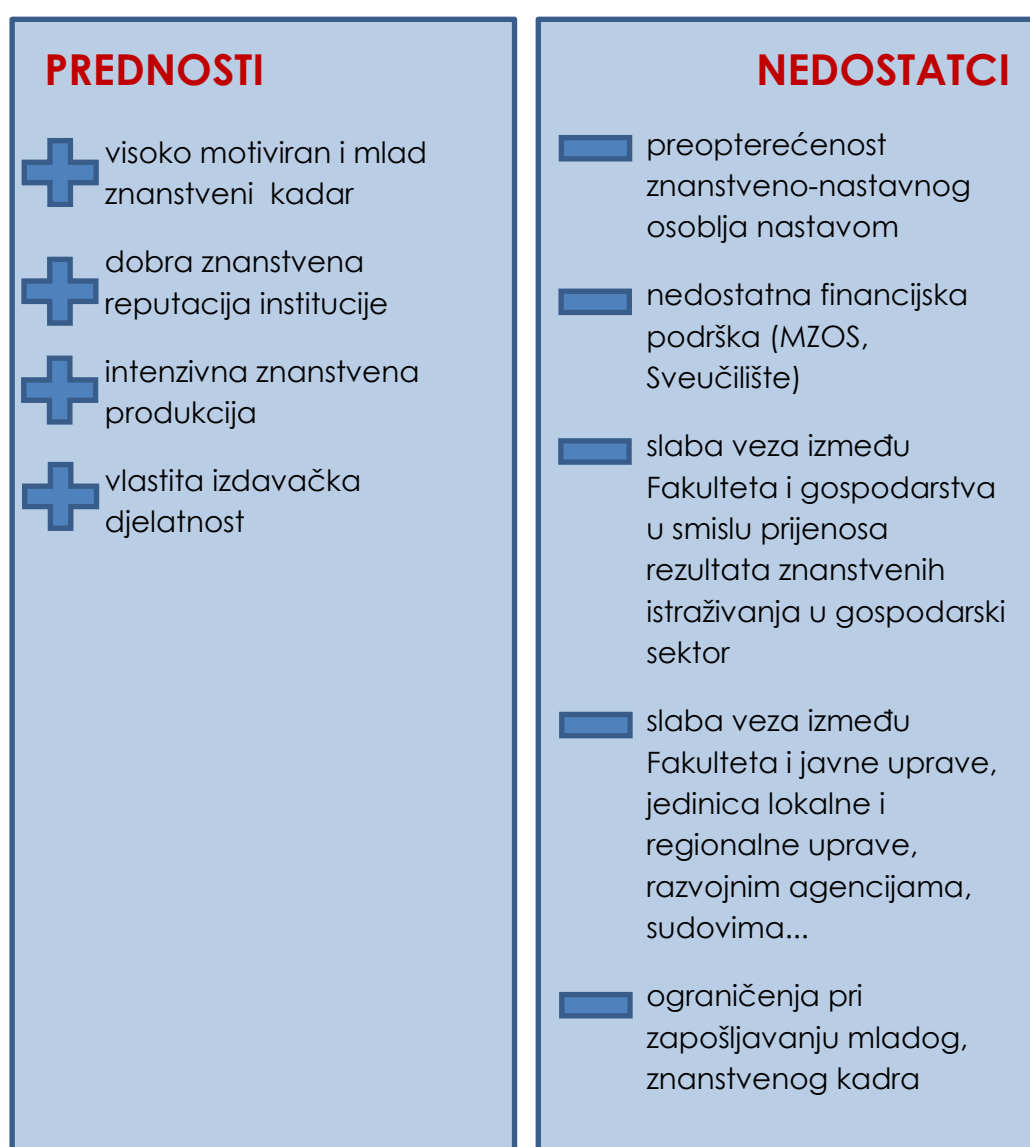 PREDNOSTI
visoko motiviran i mlad
znanstveni kadar
dobra znanstvena
reputacija institucije
intenzivna znanstvena
produkcija
vlastita izdavačka
djelatnost
NEDOSTATCI
preopterećenost
znanstveno-nastavnog
osoblja nastavom
nedostatna financijska
podrška (MZOS,
Sveučilište)
slaba veza između
Fakulteta i gospodarstva
u smislu prijenosa
rezultata znanstvenih
istraživanja u gospodarski
sektor
slaba veza između
Fakulteta i javne uprave,
jedinica lokalne i
regionalne uprave,
razvojnim agencijama,
sudovima...
ograničenja pri
zapošljavanju mladog,
znanstvenog kadra